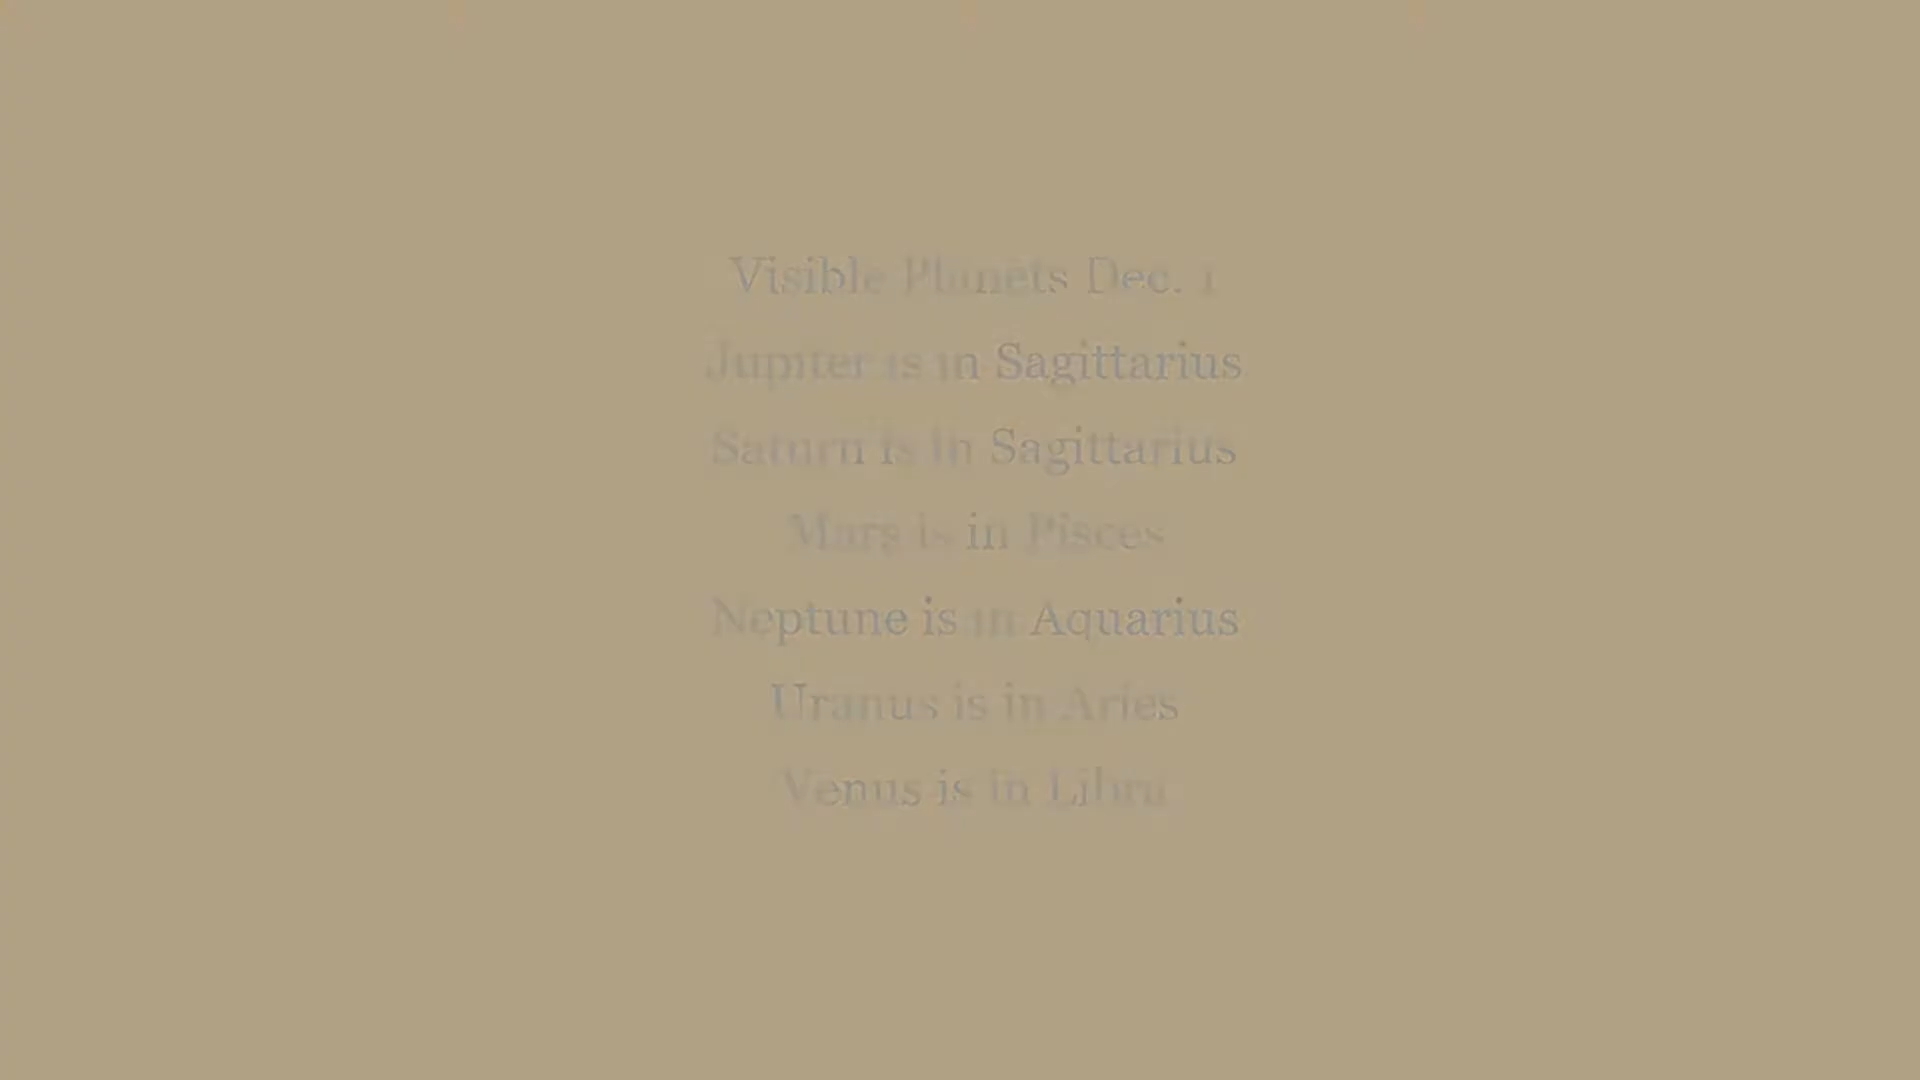 Visible Planets Dec. 1
Jupiter is in Sagittarius
Saturn is in Sagittarius
Mars is in Pisces
Neptune is in Aquarius
Uranus is in Aries
Venus is in Libra